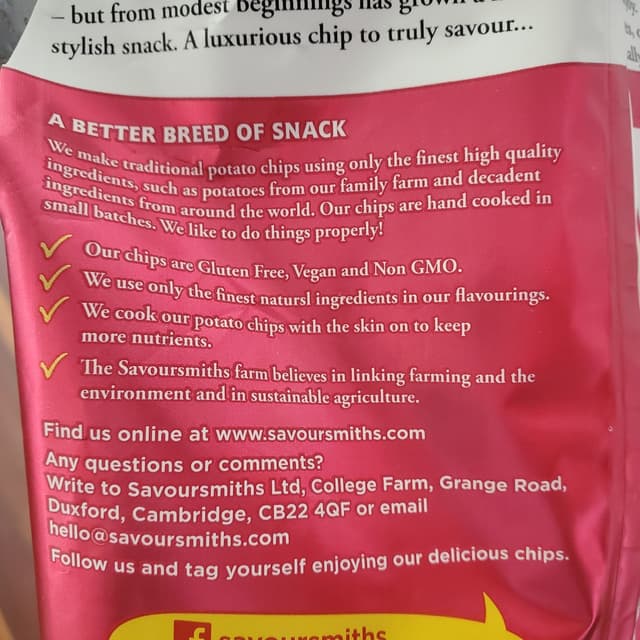 – but from modest beginnings has grown a
stylish snack. A luxurious chip to truly savour...
A BETTER BREED OF SNACK
We make traditional potato chips using only the finest high quality
ingredients, such as potatoes from our family farm and decadent
ingredients from around the world. Our chips are hand cooked in
small batches. We like to do things properly!
Our chips are Gluten Free, Vegan and Non GMO.
We use only the finest natursl ingredients in our flavourings.
We cook our potato chips with the skin on to keep
more nutrients.
The Savoursmiths farm believes in linking farming and the
environment and in sustainable agriculture.
Find us online at www.savoursmiths.com
Any questions or comments?
Write to Savoursmiths Ltd, College Farm, Grange Road,
Duxford, Cambridge, CB22 4QF or email
hello@savoursmiths.com
Follow us and tag yourself enjoying our delicious chips.
f savoursmiths